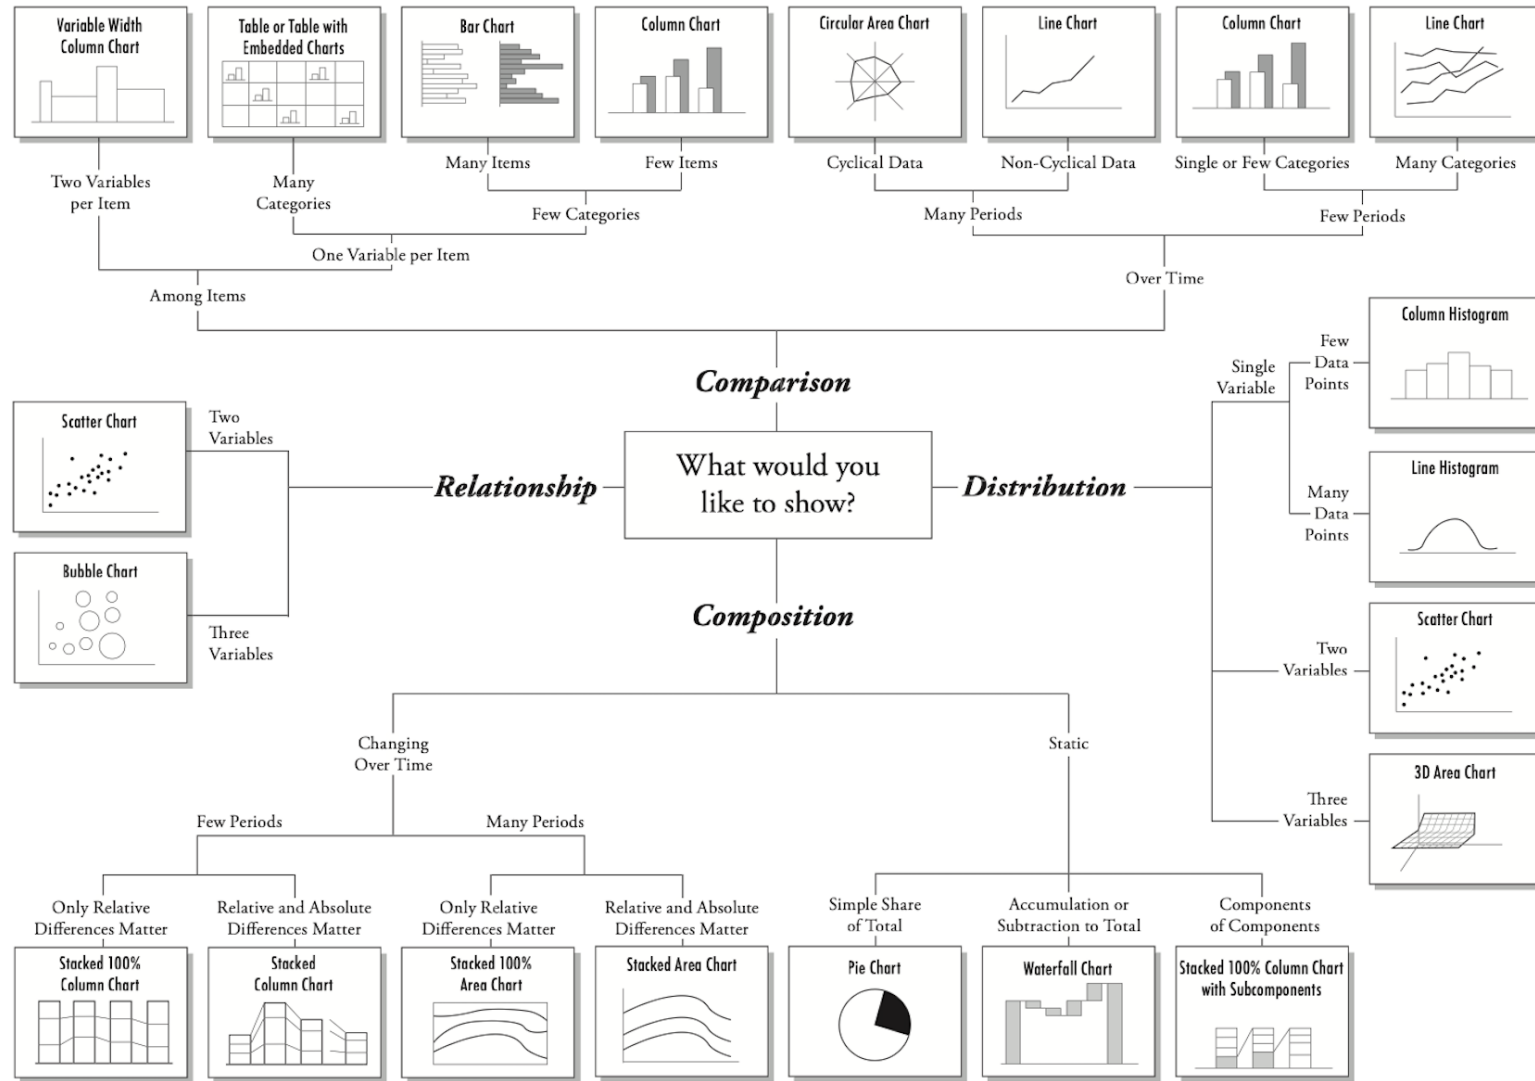 Variable Width
Column Chart
Table or Table with
Embedded Charts
Bar Chart
Column Chart
Circular Area Chart
Line Chart
Column Chart
Line Chart
Two Variables
per Item
Many
Categories
Many Items
Few Items
Cyclical Data
Non-Cyclical Data
Single or Few Categories
Many Categories
Few Categories
Many Periods
Few Periods
One Variable per Item
Among Items
Over Time
Comparison
Relationship
What would you
like to show?
Distribution
Composition
Scatter Chart
Two
Variables
Bubble Chart
Three
Variables
Single
Variable
Few
Data
Points
Column Histogram
Many
Data
Points
Line Histogram
Two
Variables
Scatter Chart
Three
Variables
3D Area Chart
Changing
Over Time
Static
Few Periods
Many Periods
Only Relative
Differences Matter
Relative and Absolute
Differences Matter
Only Relative
Differences Matter
Relative and Absolute
Differences Matter
Simple Share
of Total
Accumulation or
Subtraction to Total
Components
of Components
Stacked 100%
Column Chart
Stacked
Column Chart
Stacked 100%
Area Chart
Stacked Area Chart
Pie Chart
Waterfall Chart
Stacked 100% Column Chart
with Subcomponents